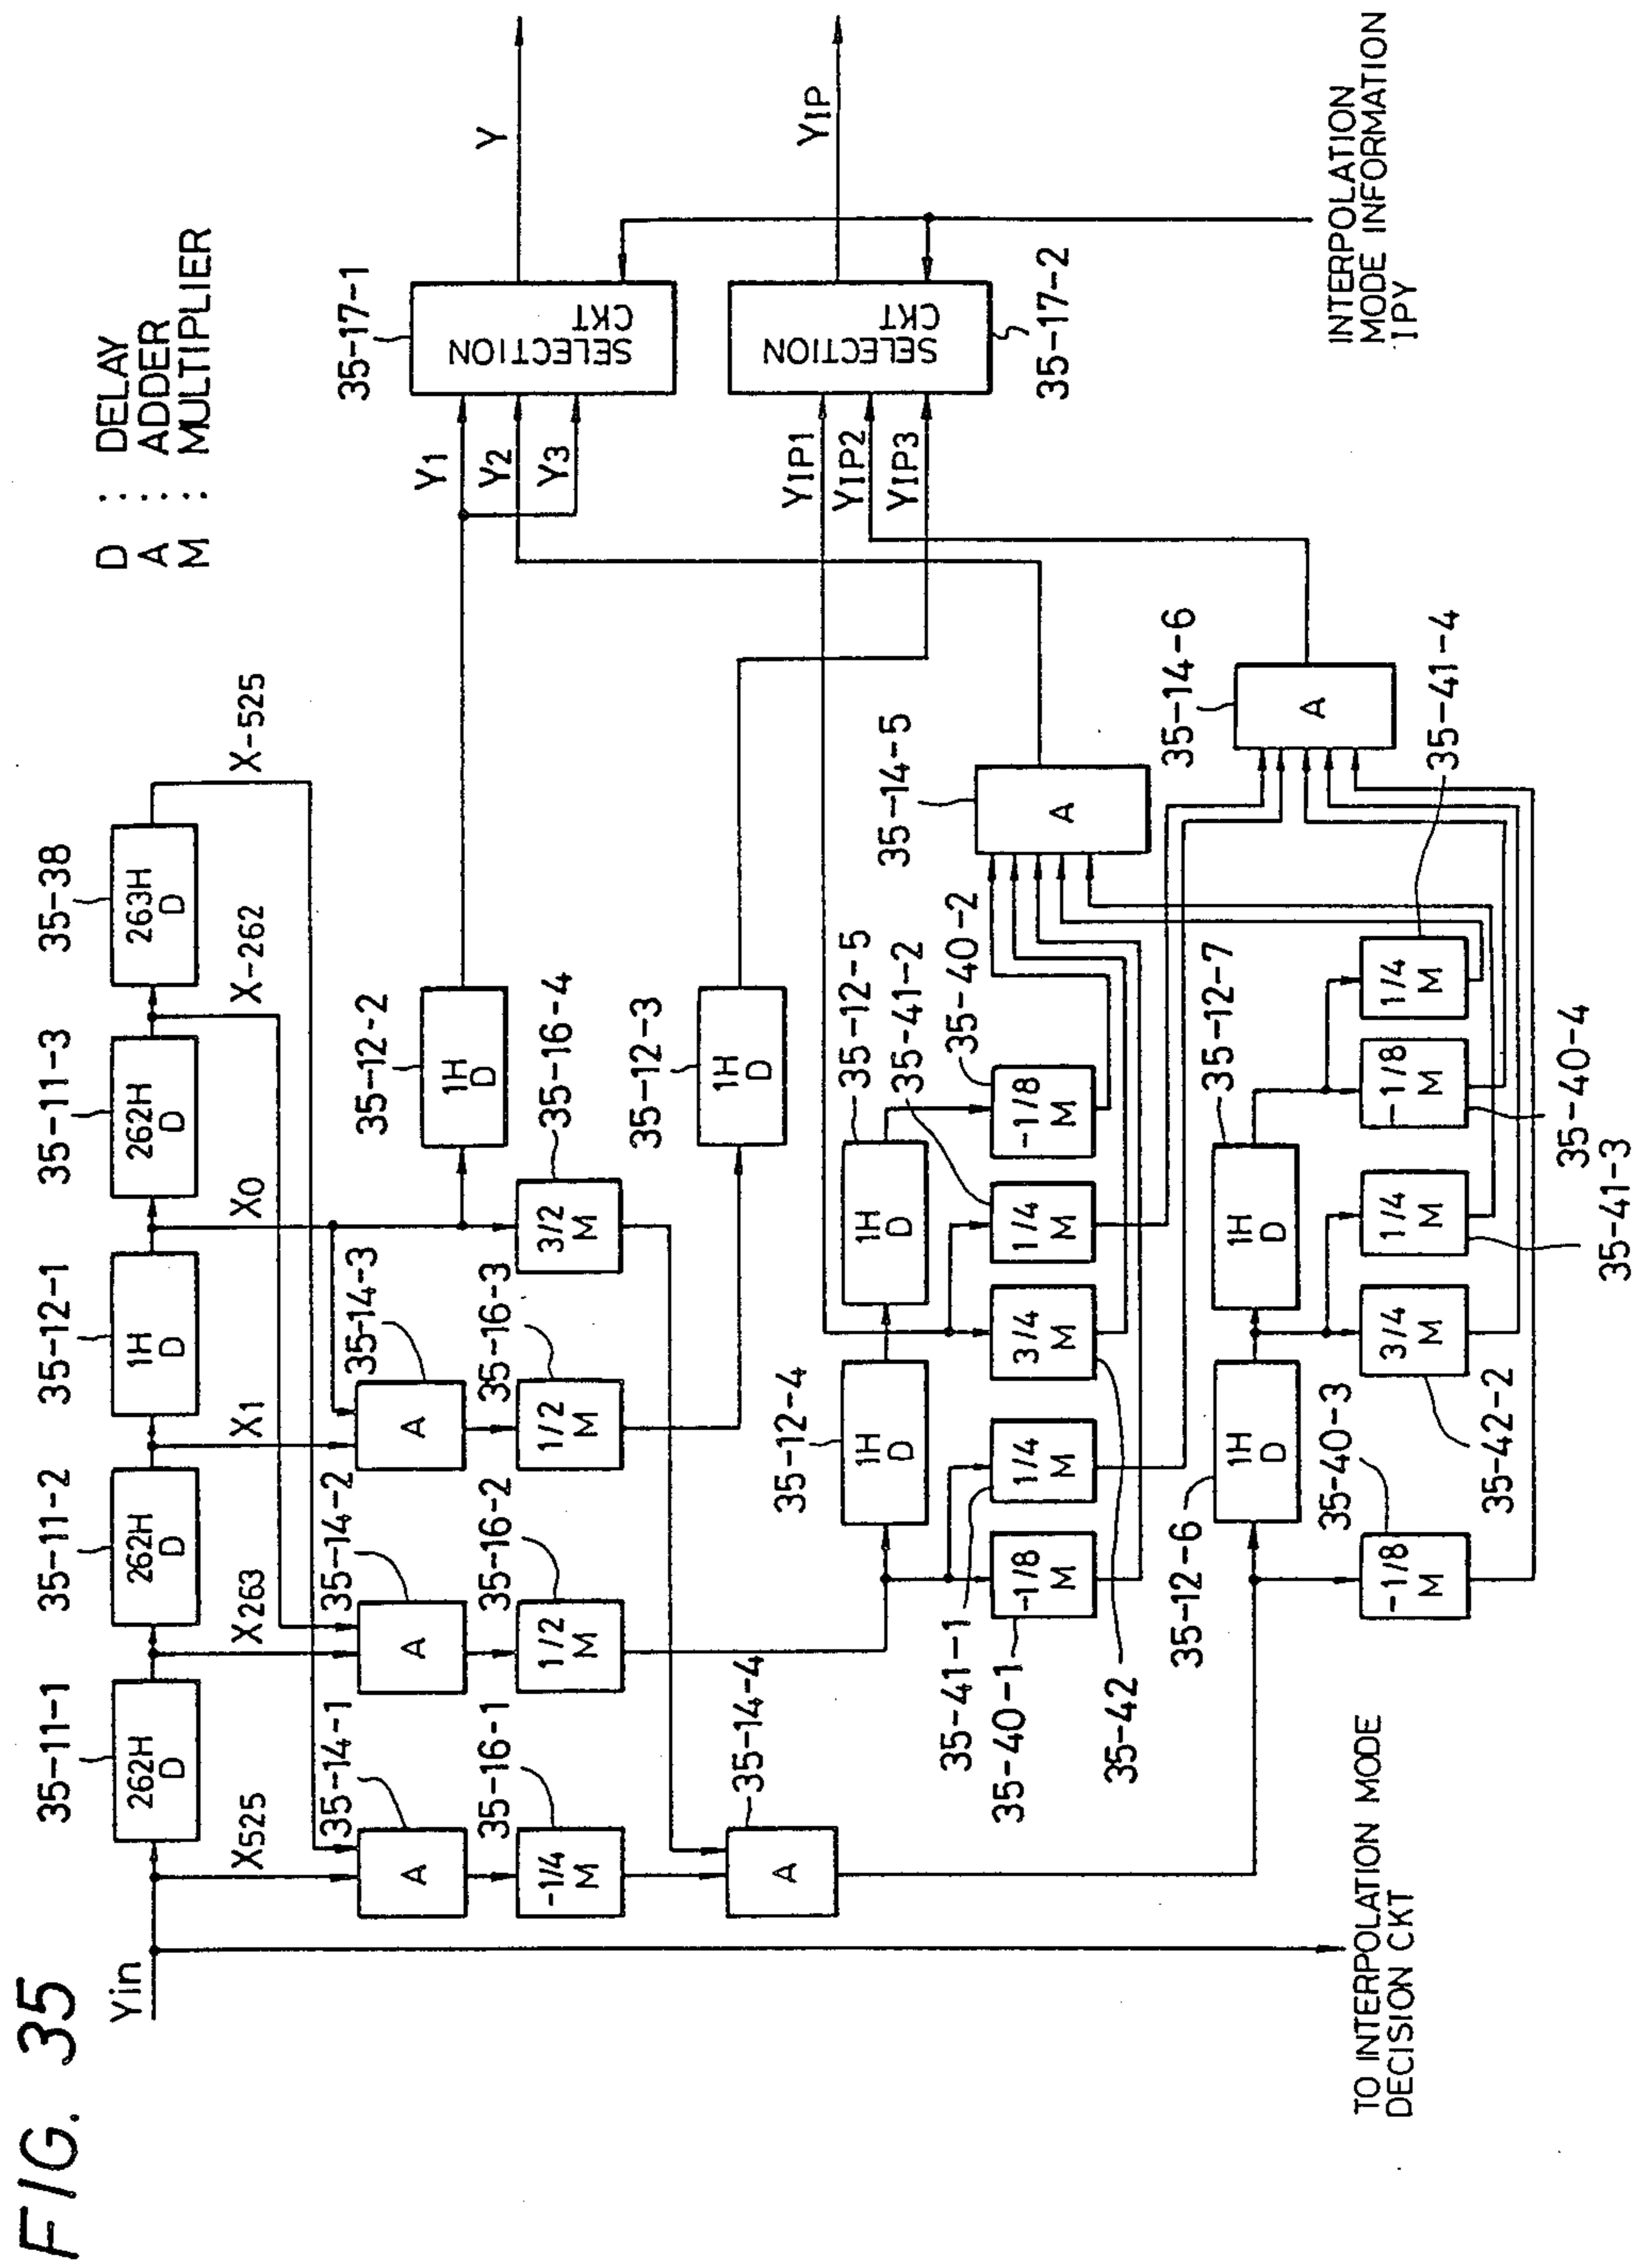 FIG. 35
D : DELAY
A : ADDER
M : MULTIPLIER
Yin
35-11-1
262H
D
35-11-2
262H
D
35-12-1
1H
D
35-11-3
262H
D
35-38
263H
D
X525
X263
X1
X0
X-262
X-525
35-14-1
A
35-14-2
A
35-14-3
A
35-16-1
-1/4
M
35-16-2
1/2
M
35-16-3
1/2
M
35-16-4
3/2
M
35-12-2
1H
D
35-12-3
1H
D
35-14-4
A
Y1
Y2
Y3
35-17-1
SELECTION
CKT
Y
YIP1
YIP2
YIP3
35-17-2
SELECTION
CKT
YIP
35-12-4
1H
D
35-12-5
1H
D
35-41-1
35-40-1
-1/8
M
1/4
M
35-42
3/4
M
35-41-2
1/4
M
35-40-2
-1/8
M
35-14-5
A
35-12-6
1H
D
35-12-7
1H
D
35-40-3
-1/8
M
35-42-2
3/4
M
35-41-3
1/4
M
35-40-4
-1/8
M
35-41-4
1/4
M
35-14-6
A
TO INTERPOLATION MODE
DECISION CKT
INTERPOLATION
MODE INFORMATION
IPY